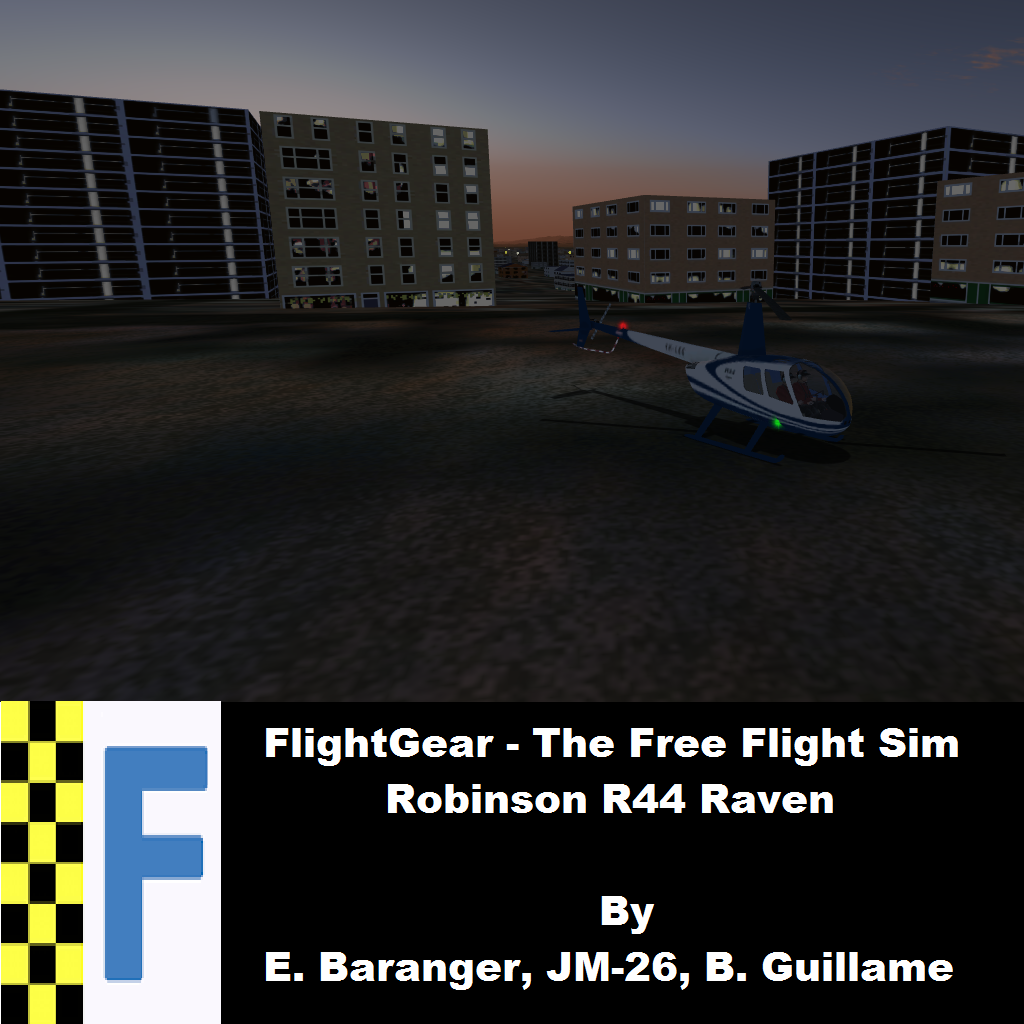 F
FlightGear - The Free Flight Sim
Robinson R44 Raven
By
E. Baranger, JM-26, B. Guillame